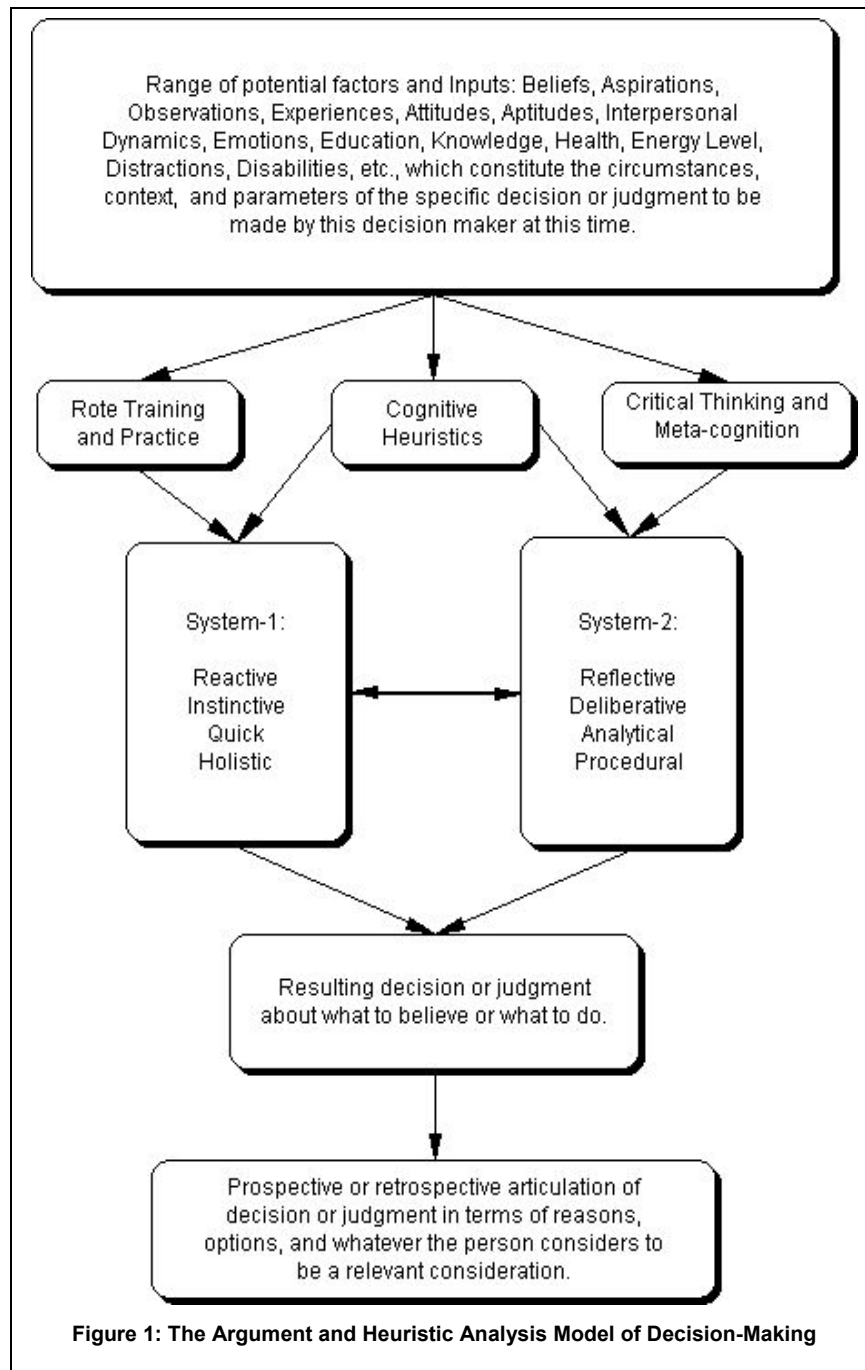 Range of potential factors and Inputs: Beliefs, Aspirations,
Observations, Experiences, Attitudes, Aptitudes, Interpersonal
Dynamics, Emotions, Education, Knowledge, Health, Energy Level,
Distractions, Disabilities, etc., which constitute the circumstances,
context, and parameters of the specific decision or judgment to be
made by this decision maker at this time.
Rote Training
and Practice
Cognitive
Heuristics
Critical Thinking and
Meta-cognition
System-1:
Reactive
Instinctive
Quick
Holistic
System-2:
Reflective
Deliberative
Analytical
Procedural
Resulting decision or judgment
about what to believe or what to do.
Prospective or retrospective articulation of
decision or judgment in terms of reasons,
options, and whatever the person considers to
be a relevant consideration.
Figure 1: The Argument and Heuristic Analysis Model of Decision-Making